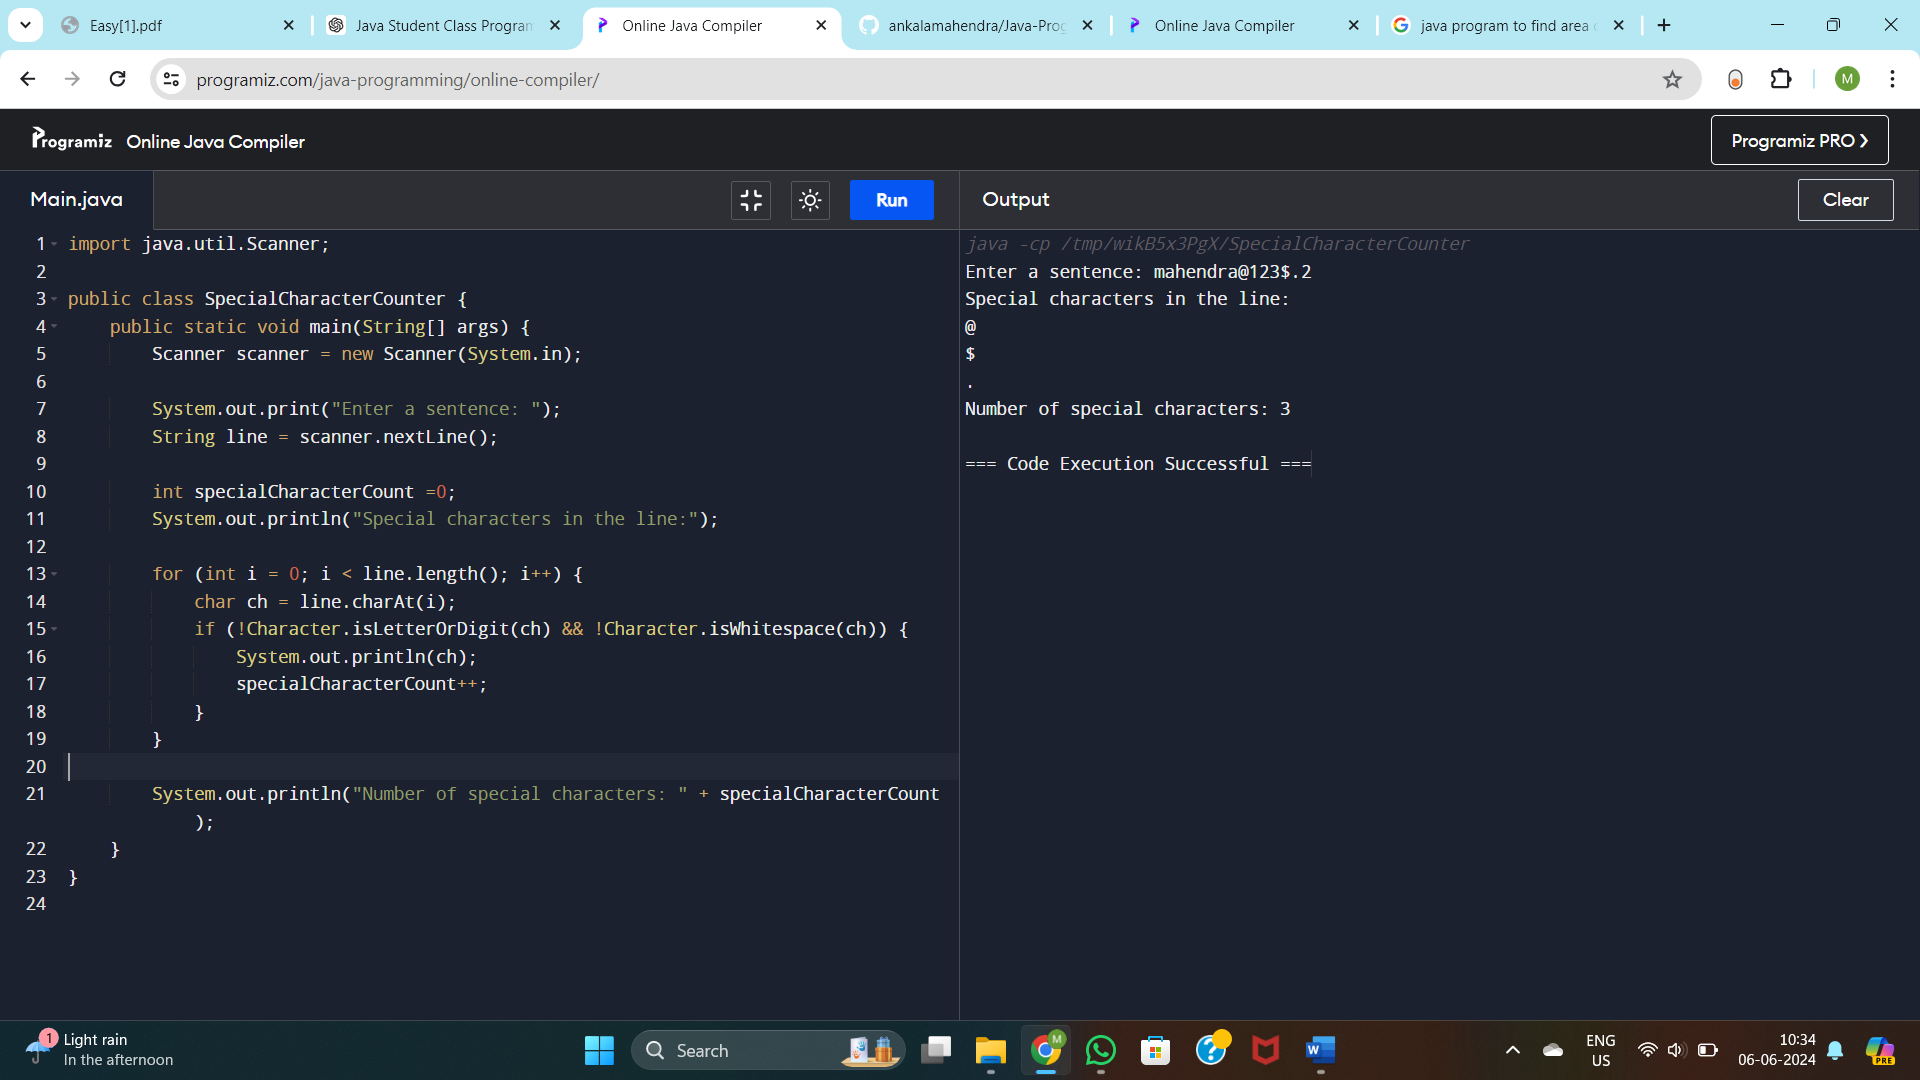 Easy[1].pdf
Java Student Class Program
Online Java Compiler
ankalamahendra/Java-Prog
Online Java Compiler
java program to find area
programiz.com/java-programming/online-compiler/
M
Programiz Online Java Compiler
Programiz PRO
Main.java
Run
Output
Clear
1 import java.util.Scanner;
2
3 public class SpecialCharacterCounter {
4 public static void main(String[] args) {
5 Scanner scanner = new Scanner(System.in);
6
7 System.out.print("Enter a sentence: ");
8 String line = scanner.nextLine();
9
10 int specialCharacterCount =0;
11 System.out.println("Special characters in the line:");
12
13 for (int i = 0; i < line.length(); i++) {
14 char ch = line.charAt(i);
15 if (!Character.isLetterOrDigit(ch) && !Character.isWhitespace(ch)) {
16 System.out.println(ch);
17 specialCharacterCount++;
18 }
19 }
20
21 System.out.println("Number of special characters: " + specialCharacterCount
);
22 }
23 }
24
java -cp /tmp/wikB5x3PgX/SpecialCharacterCounter
Enter a sentence: mahendra@123$.2
Special characters in the line:
@
$
.
Number of special characters: 3
=== Code Execution Successful ===
1
Light rain
In the afternoon
Search
M
W
PRE
ENG
US
10:34
06-06-2024